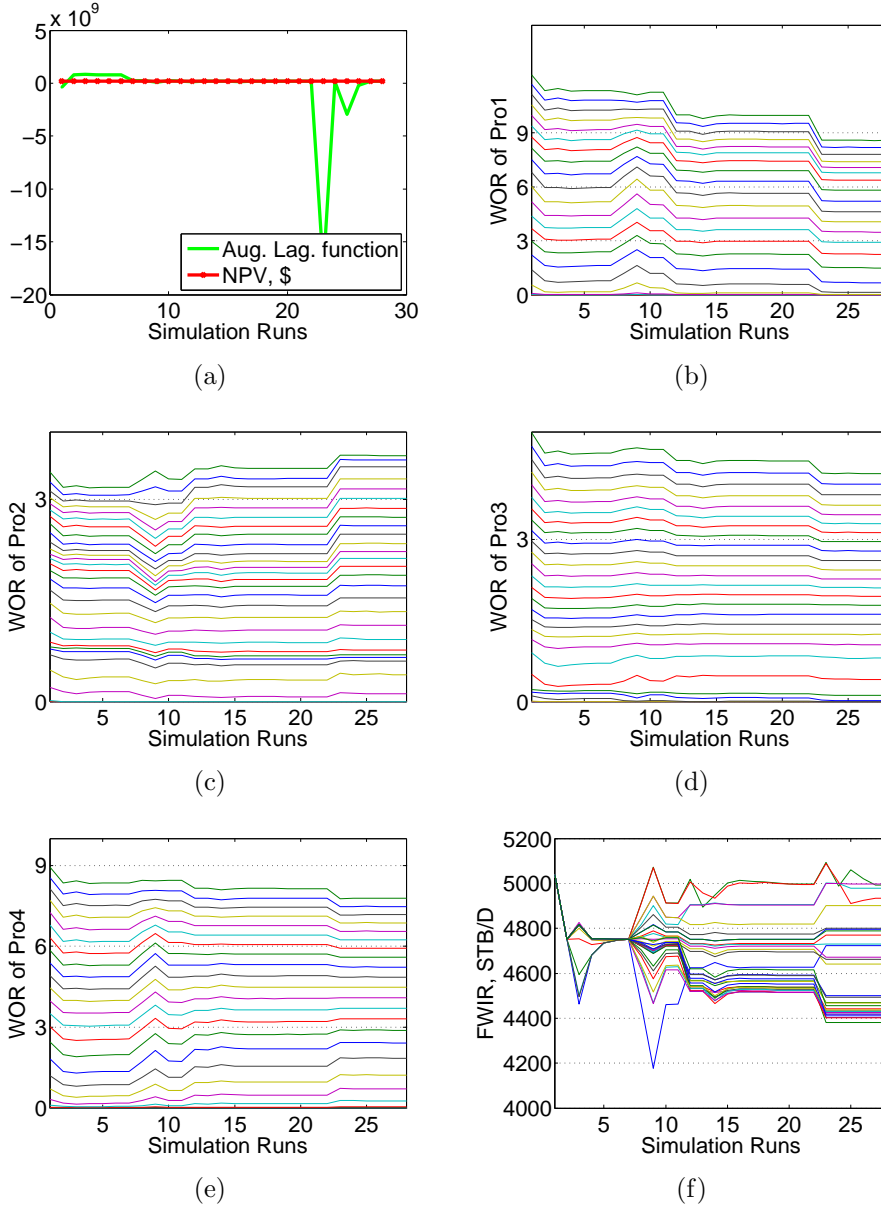 x 10^9
5
0
−5
−10
−15
−20
0
10
20
30
Aug. Lag. function
NPV, $
Simulation Runs
(a)
WOR of Pro1
9
6
3
0
5
10
15
20
25
Simulation Runs
(b)
WOR of Pro2
3
0
5
10
15
20
25
Simulation Runs
(c)
WOR of Pro3
3
0
5
10
15
20
25
Simulation Runs
(d)
WOR of Pro4
9
6
3
0
5
10
15
20
25
Simulation Runs
(e)
FWIR, STB/D
5200
5000
4800
4600
4400
4200
4000
5
10
15
20
25
Simulation Runs
(f)